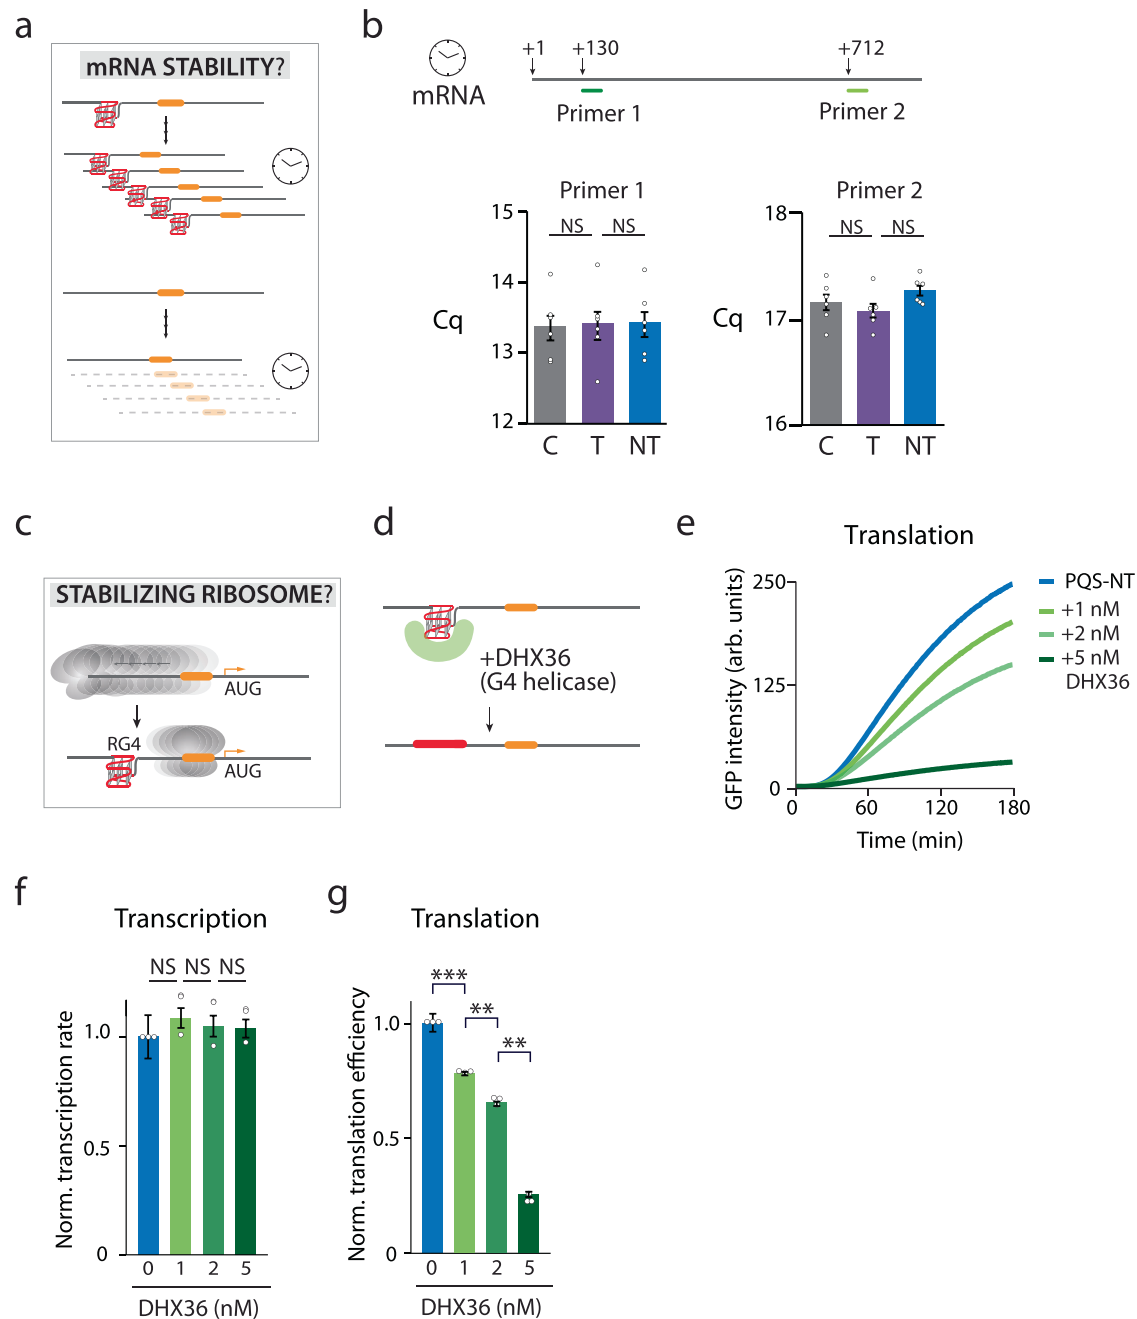 a
mRNA STABILITY?
b
mRNA
+1
+130
+712
Primer 1
Primer 2
Primer 1
15
14
13
12
Cq
NS
NS
C
T
NT
Primer 2
18
17
16
Cq
NS
NS
C
T
NT
c
STABILIZING RIBOSOME?
AUG
RG4
AUG
d
+DHX36
(G4 helicase)
e
Translation
GFP intensity (arb. units)
250
125
0
0
60
120
180
Time (min)
PQS-NT
+1 nM
+2 nM
+5 nM
DHX36
f
Transcription
NS
NS
NS
Norm. transcription rate
1.0
0.5
0
0
1
2
5
DHX36 (nM)
g
Translation
***
**
**
Norm. translation efficiency
1.0
0.5
0
0
1
2
5
DHX36 (nM)